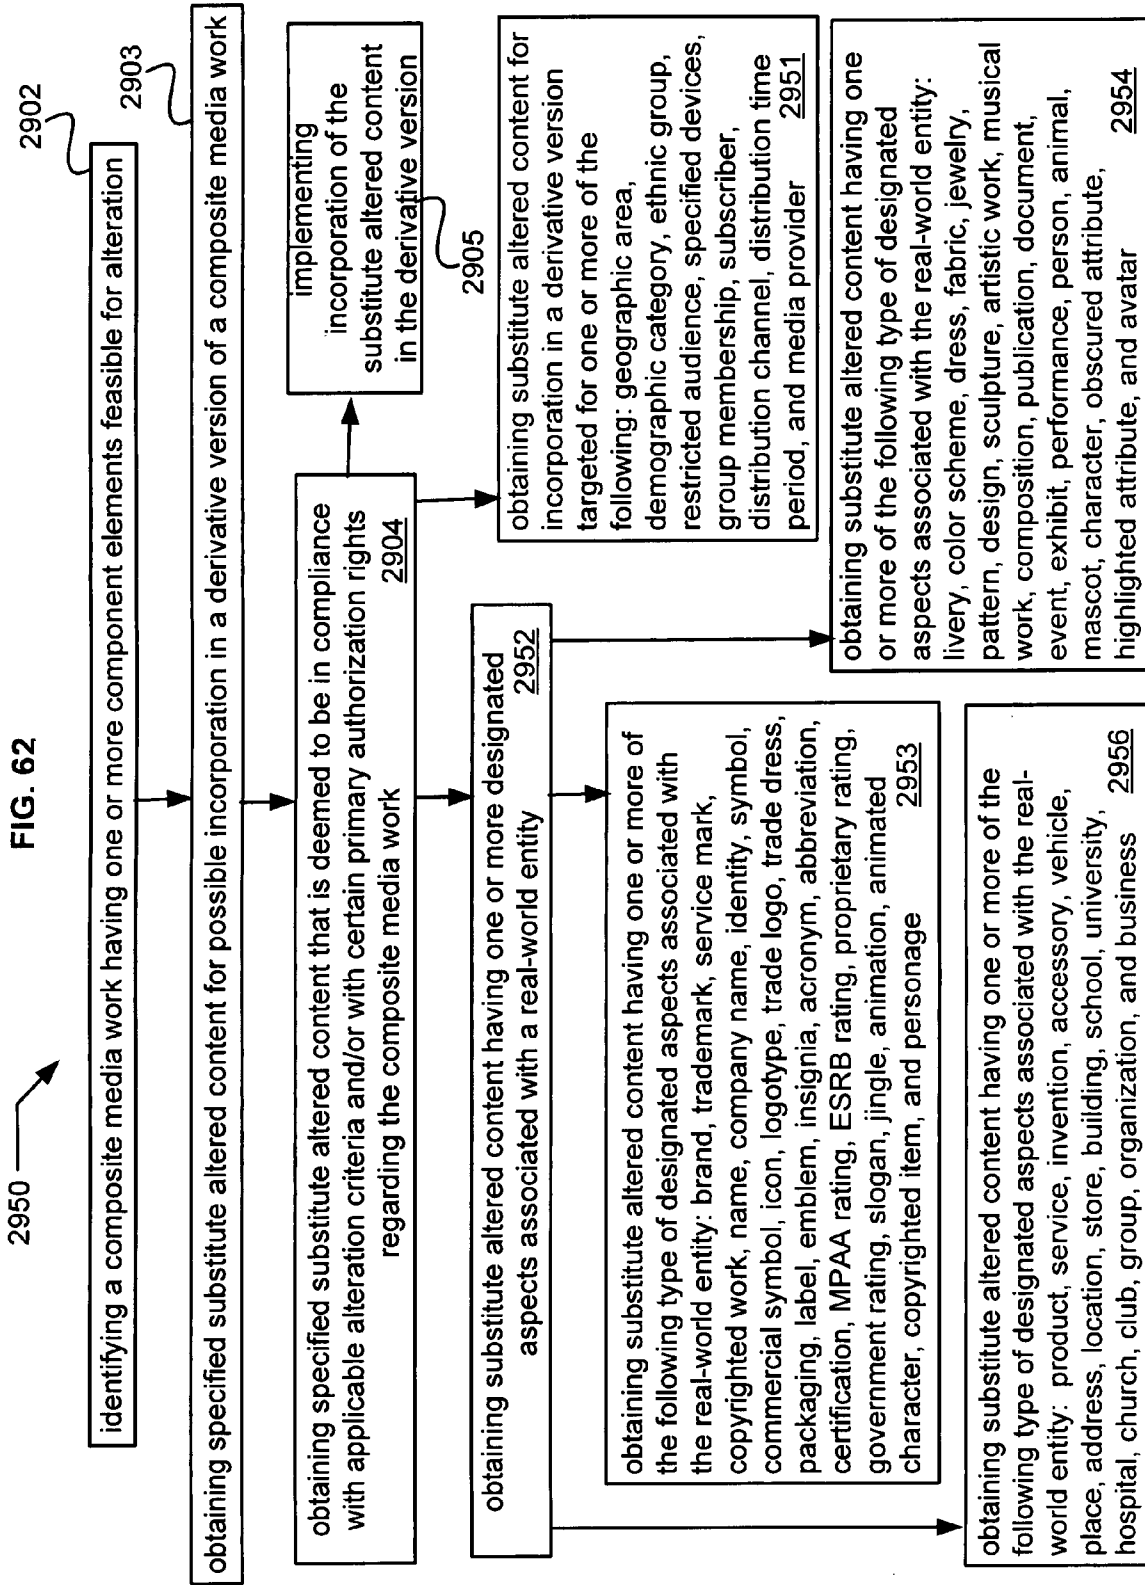 FIG. 62
2950
2902
identifying a composite media work having one or more component elements feasible for alteration
2903
obtaining specified substitute altered content for possible incorporation in a derivative version of a composite media work
obtaining specified substitute altered content that is deemed to be in compliance
with applicable alteration criteria and/or with certain primary authorization rights
regarding the composite media work 2904
implementing
incorporation of the
substitute altered content
in the derivative version
2905
obtaining substitute altered content having one or more designated
aspects associated with a real-world entity 2952
obtaining substitute altered content for
incorporation in a derivative version
targeted for one or more of the
following: geographic area,
demographic category, ethnic group,
restricted audience, specified devices,
group membership, subscriber,
distribution channel, distribution time
period, and media provider 2951
obtaining substitute altered content having one or more of
the following type of designated aspects associated with
the real-world entity: brand, trademark, service mark,
copyrighted work, name, company name, identity, symbol,
commercial symbol, icon, logotype, trade logo, trade dress,
packaging, label, emblem, insignia, acronym, abbreviation,
certification, MPAA rating, ESRB rating, proprietary rating,
government rating, slogan, jingle, animation, animated
character, copyrighted item, and personage 2953
obtaining substitute altered content having one
or more of the following type of designated
aspects associated with the real-world entity:
livery, color scheme, dress, fabric, jewelry,
pattern, design, sculpture, artistic work, musical
work, composition, publication, document,
event, exhibit, performance, person, animal,
mascot, character, obscured attribute,
highlighted attribute, and avatar 2954
obtaining substitute altered content having one or more of the
following type of designated aspects associated with the real-
world entity: product, service, invention, accessory, vehicle,
place, address, location, store, building, school, university,
hospital, church, club, group, organization, and business 2956